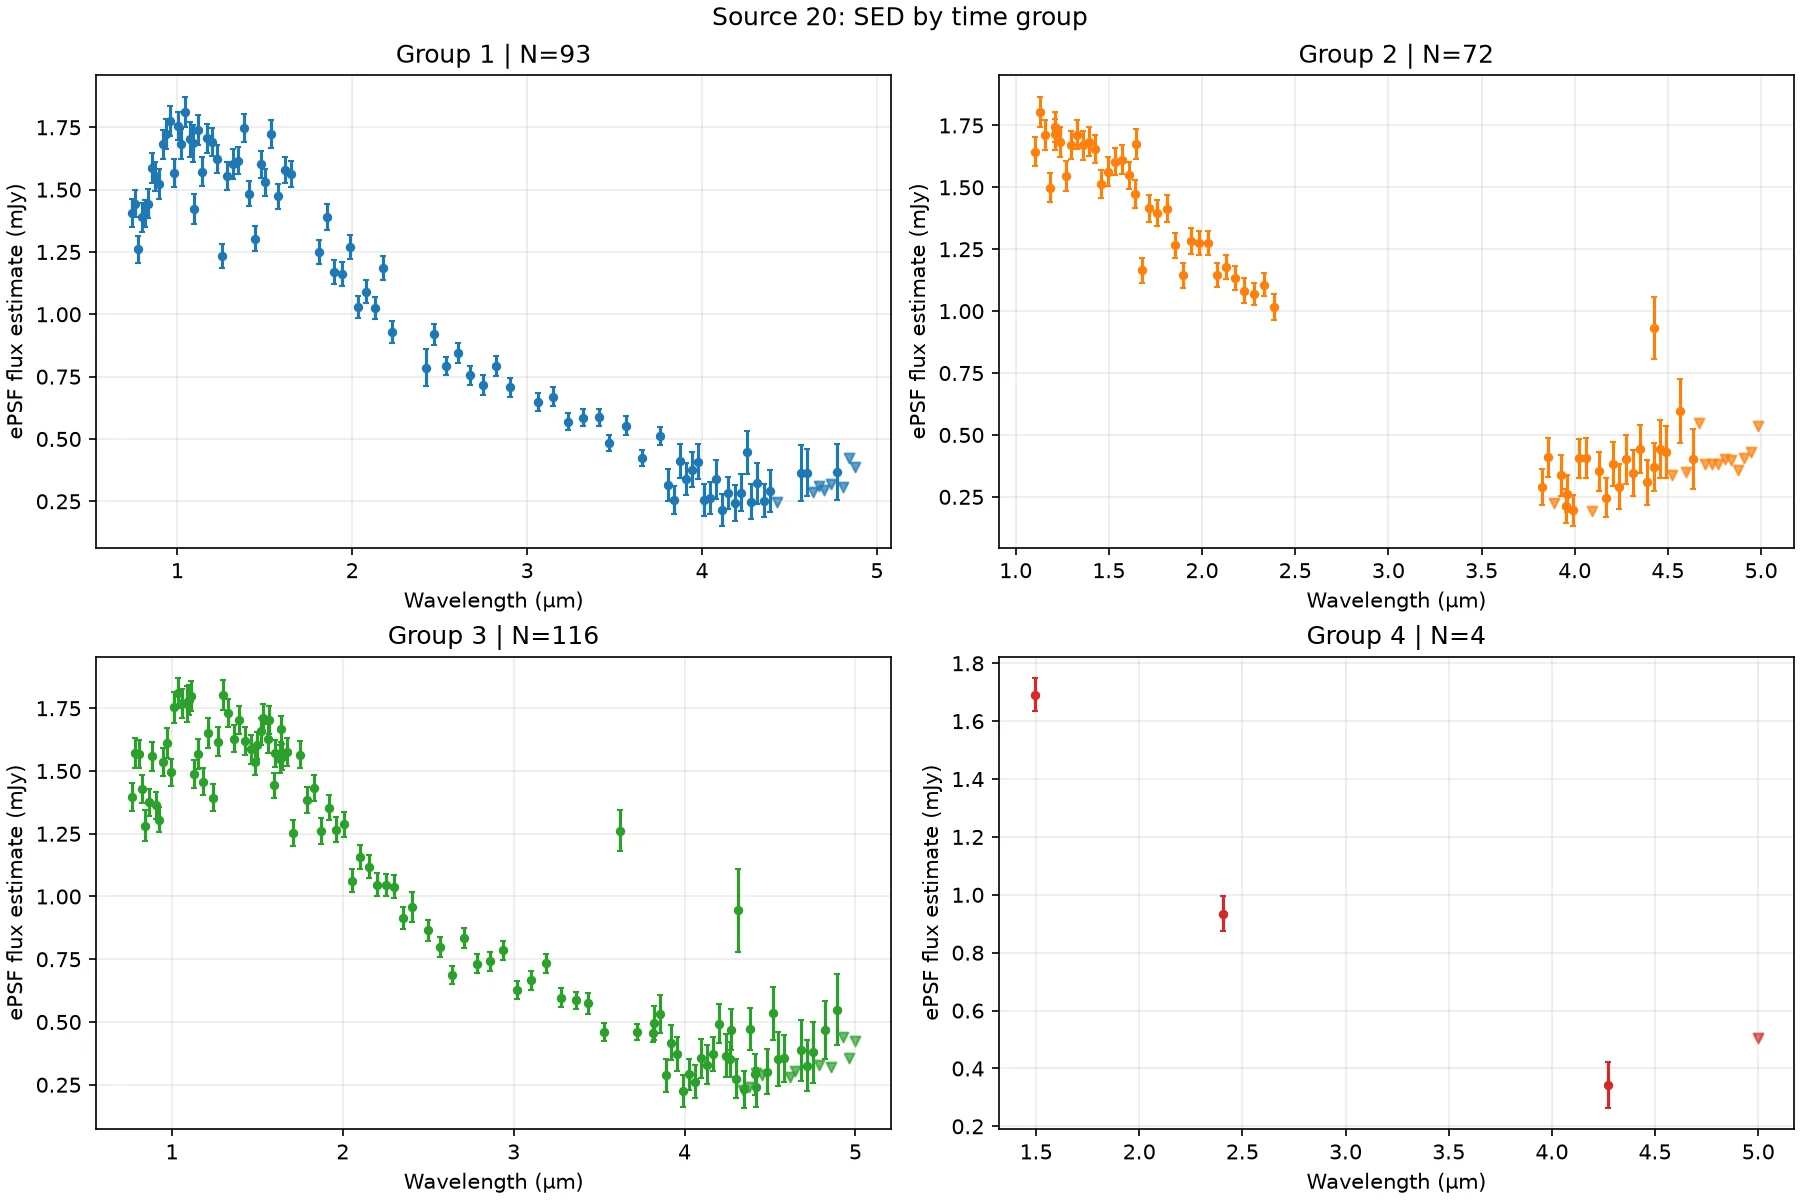 Source 20: SED by time group
Group 1 | N=93
ePSF flux estimate (mJy)
1.75
1.50
1.25
1.00
0.75
0.50
0.25
1 2 3 4 5
Wavelength (µm)
Group 2 | N=72
ePSF flux estimate (mJy)
1.75
1.50
1.25
1.00
0.75
0.50
0.25
1.0 1.5 2.0 2.5 3.0 3.5 4.0 4.5 5.0
Wavelength (µm)
Group 3 | N=116
ePSF flux estimate (mJy)
1.75
1.50
1.25
1.00
0.75
0.50
0.25
1 2 3 4 5
Wavelength (µm)
Group 4 | N=4
ePSF flux estimate (mJy)
1.8
1.6
1.4
1.2
1.0
0.8
0.6
0.4
0.2
1.5 2.0 2.5 3.0 3.5 4.0 4.5 5.0
Wavelength (µm)